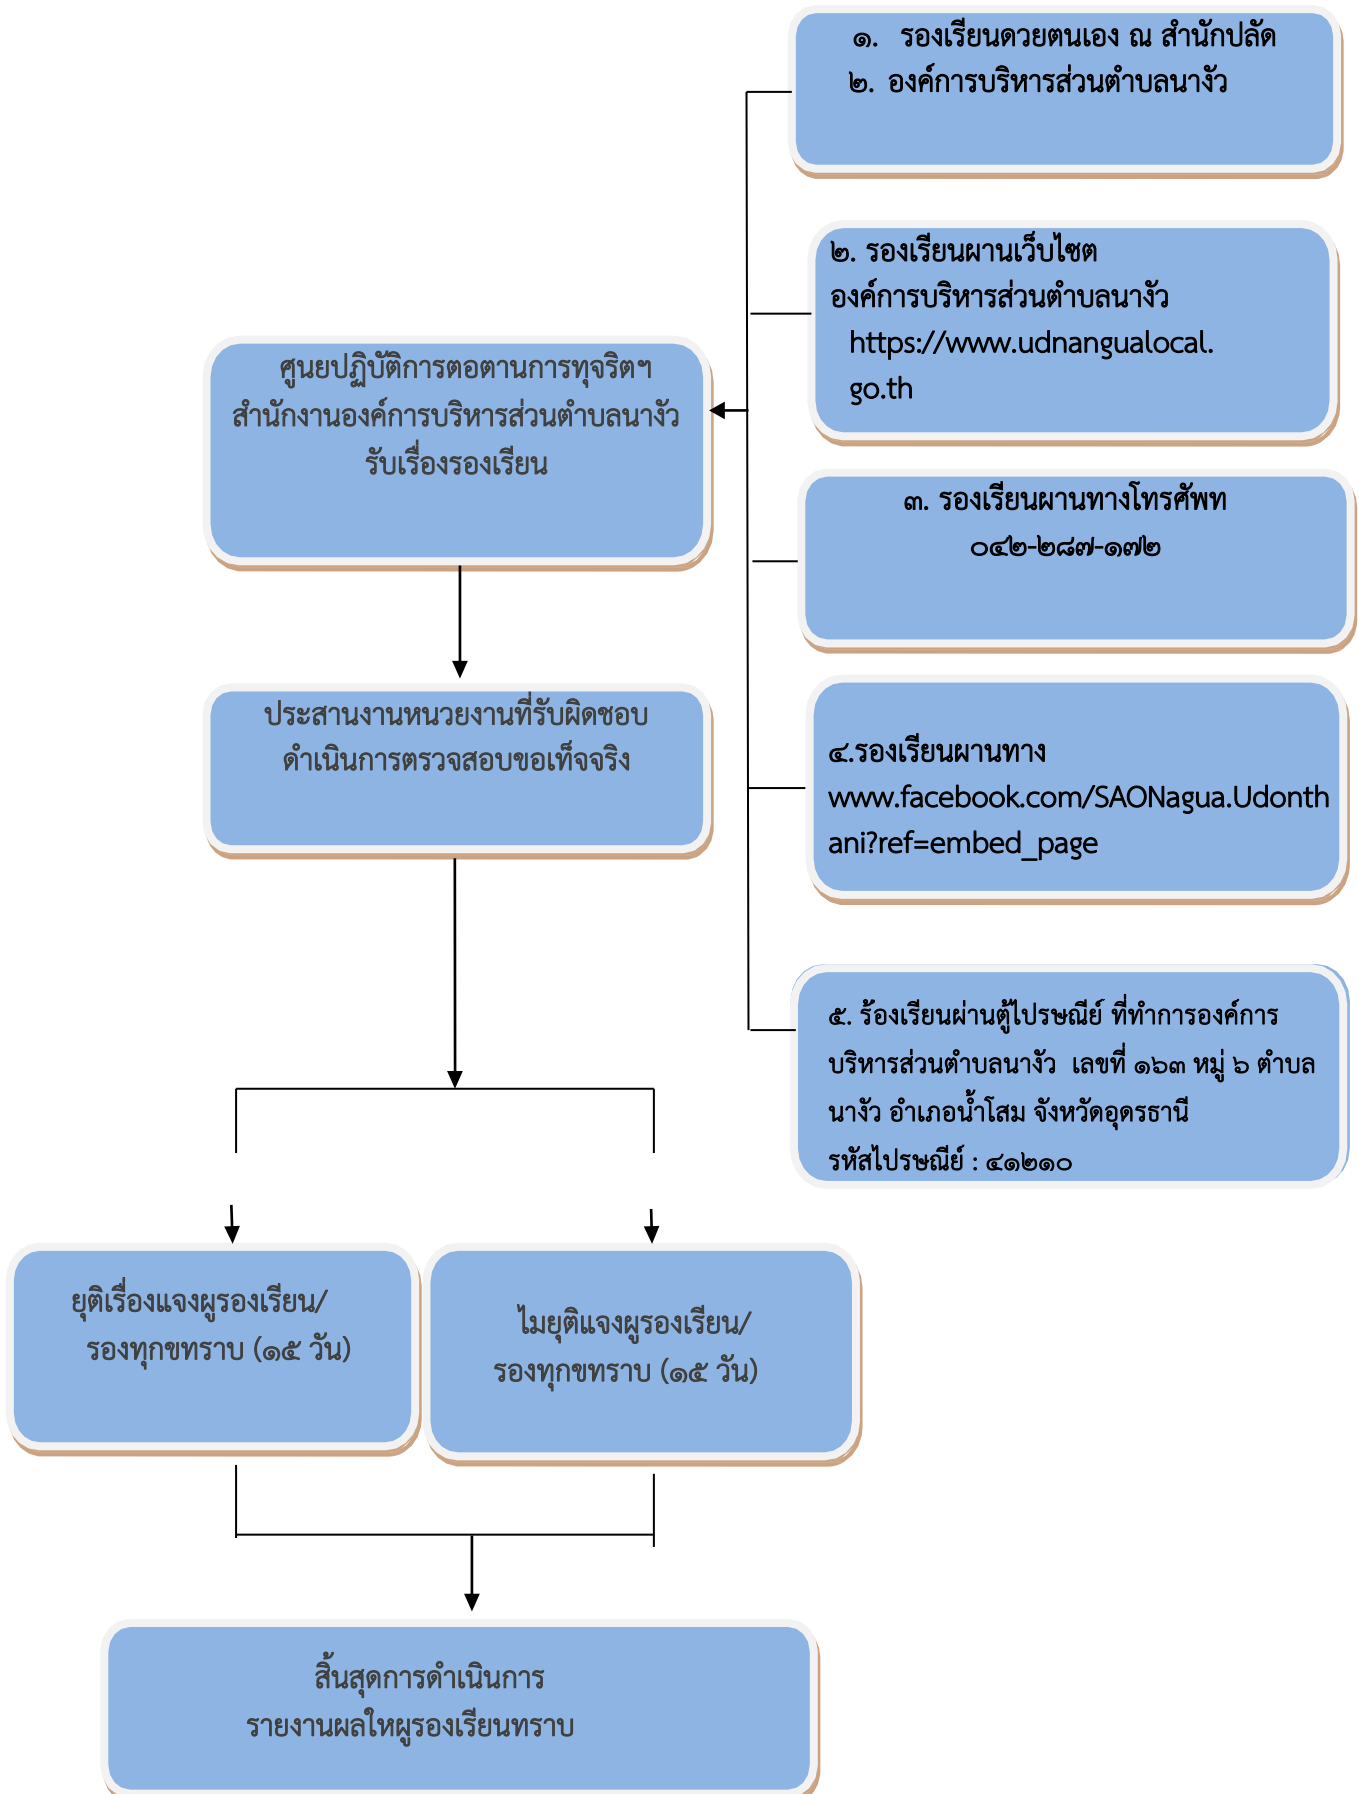 ๑. รองเรียนดวยตนเอง ณ สำนักปลัด
๒. องค์การบริหารส่วนตำบลนางัว
๒. รองเรียนผานเว็บไซต
องค์การบริหารส่วนตำบลนางัว
https://www.udnangualocal.
go.th
ศูนยปฏิบัติการตอตานการทุจริตฯ
สำนักงานองค์การบริหารส่วนตำบลนางัว
รับเรื่องรองเรียน
๓. รองเรียนผานทางโทรศัพท
๐๔๒-๒๘๗-๑๗๒
ประสานงานหนวยงานที่รับผิดชอบ
ดำเนินการตรวจสอบขอเท็จจริง
๔.รองเรียนผานทาง
www.facebook.com/SAONagua.Udonth
ani?ref=embed_page
๕. ร้องเรียนผ่านตู้ไปรษณีย์ ที่ทำการองค์การ
บริหารส่วนตำบลนางัว เลขที่ ๑๖๓ หมู่ ๖ ตำบล
นางัว อำเภอน้ำโสม จังหวัดอุดรธานี
รหัสไปรษณีย์ : ๔๑๒๑๐
ยุติเรื่องแจงผูรองเรียน/
รองทุกขทราบ (๑๕ วัน)
ไมยุติแจงผูรองเรียน/
รองทุกขทราบ (๑๕ วัน)
สิ้นสุดการดำเนินการ
รายงานผลใหผูรองเรียนทราบ